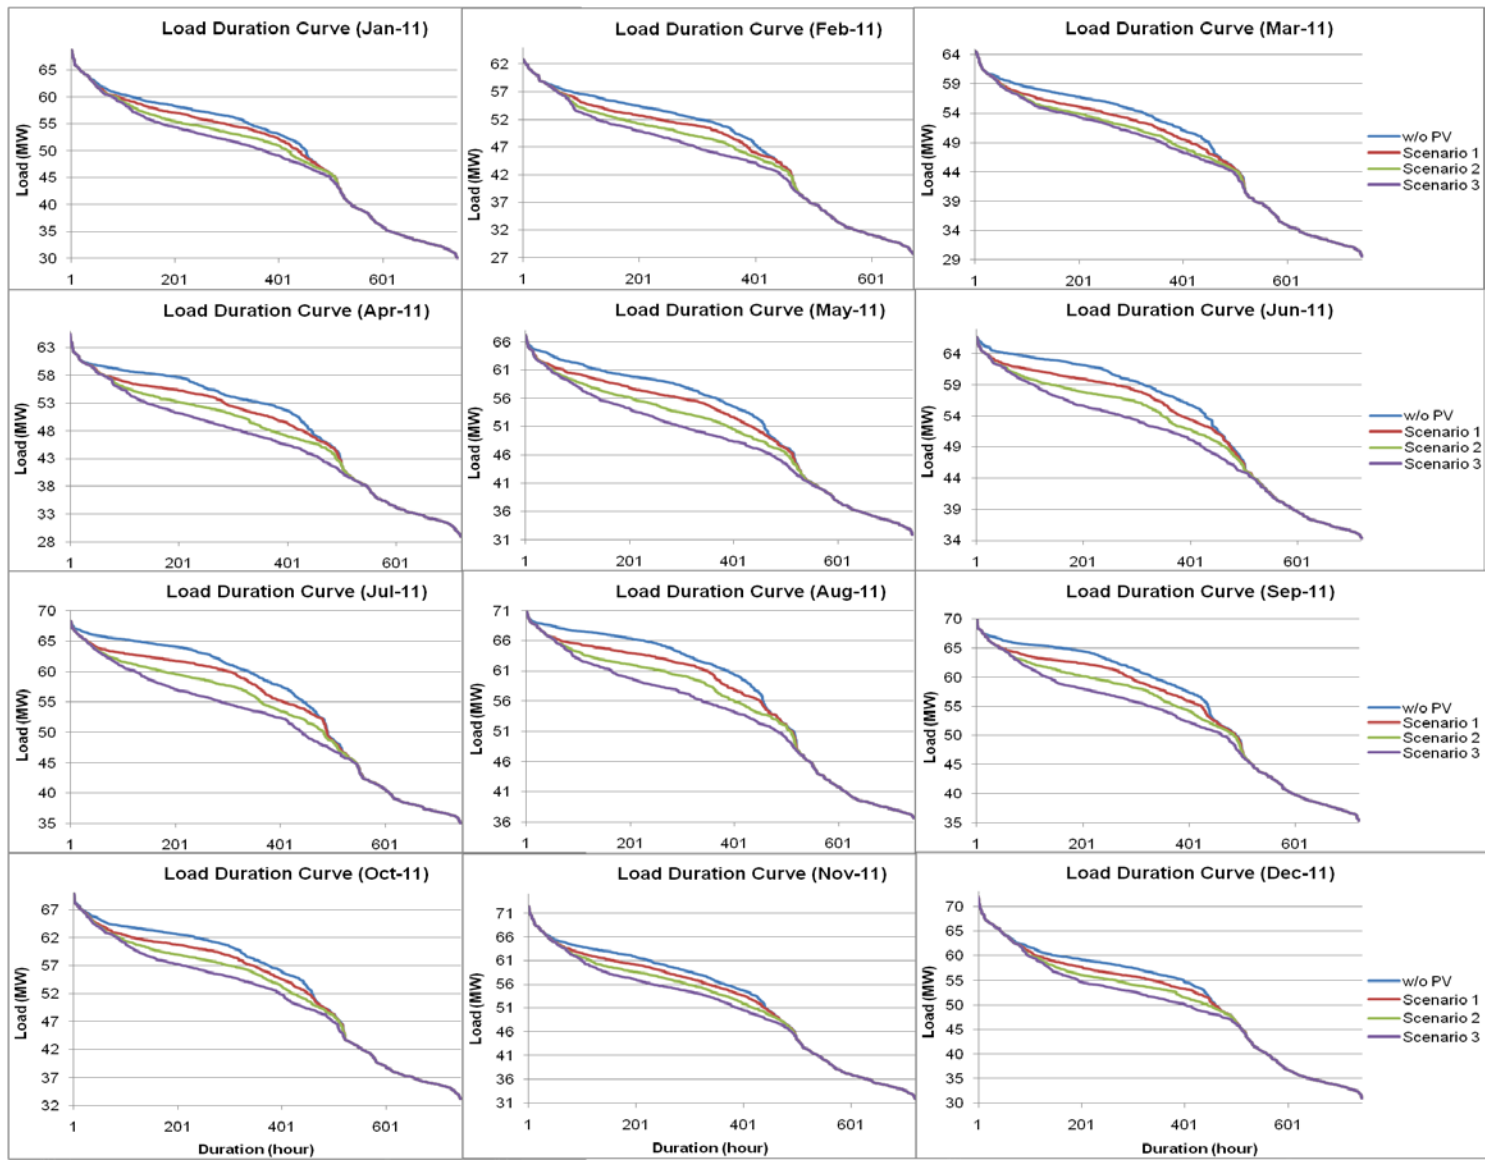 Load Duration Curve (Jan-11)
Load (MW)
65
60
55
50
45
40
35
30
1 201 401 601
Load Duration Curve (Feb-11)
Load (MW)
62
57
52
47
42
37
32
27
1 201 401 601
Load Duration Curve (Mar-11)
Load (MW)
64
59
54
49
44
39
34
29
1 201 401 601
w/o PV
Scenario 1
Scenario 2
Scenario 3
Load Duration Curve (Apr-11)
Load (MW)
63
58
53
48
43
38
33
28
1 201 401 601
Load Duration Curve (May-11)
Load (MW)
66
61
56
51
46
41
36
31
1 201 401 601
Load Duration Curve (Jun-11)
Load (MW)
64
59
54
49
44
39
34
1 201 401 601
w/o PV
Scenario 1
Scenario 2
Scenario 3
Load Duration Curve (Jul-11)
Load (MW)
70
65
60
55
50
45
40
35
1 201 401 601
Load Duration Curve (Aug-11)
Load (MW)
71
66
61
56
51
46
41
36
1 201 401 601
Load Duration Curve (Sep-11)
Load (MW)
70
65
60
55
50
45
40
35
1 201 401 601
w/o PV
Scenario 1
Scenario 2
Scenario 3
Load Duration Curve (Oct-11)
Load (MW)
67
62
57
52
47
42
37
32
1 201 401 601
Duration (hour)
Load Duration Curve (Nov-11)
Load (MW)
71
66
61
56
51
46
41
36
31
1 201 401 601
Duration (hour)
Load Duration Curve (Dec-11)
Load (MW)
70
65
60
55
50
45
40
35
30
1 201 401 601
Duration (hour)
w/o PV
Scenario 1
Scenario 2
Scenario 3